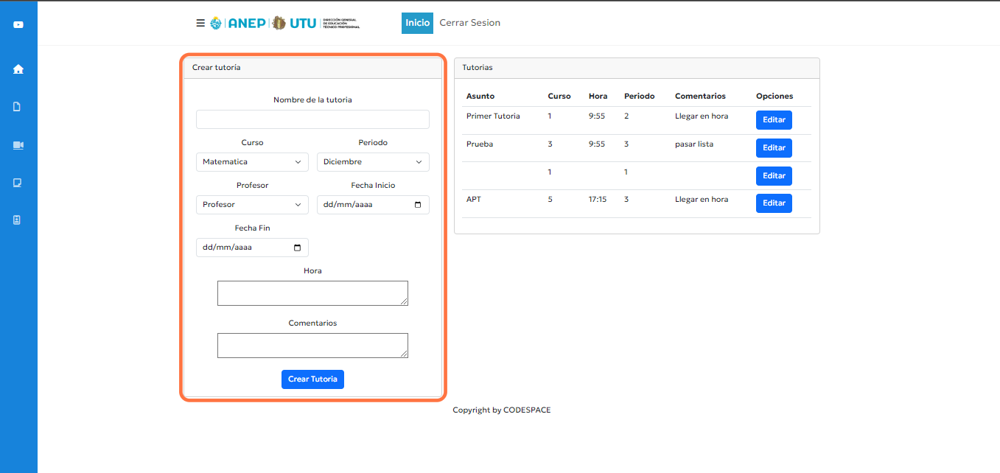 ANEP UTU DIRECCIÓN GENERAL
DE EDUCACIÓN
TÉCNICO PROFESIONAL
Inicio Cerrar Sesion
Crear tutoría
Nombre de la tutoria
Curso Periodo
Matematica Diciembre
Profesor Fecha Inicio
Profesor dd/mm/aaaa
Fecha Fin
dd/mm/aaaa
Hora
Comentarios
Crear Tutoria
Tutorias
Asunto Curso Hora Periodo Comentarios Opciones
Primer Tutoria 1 9:55 2 Llegar en hora Editar
Prueba 3 9:55 3 pasar lista Editar
1 1 Editar
APT 5 17:15 3 Llegar en hora Editar
Copyright by CODESPACE